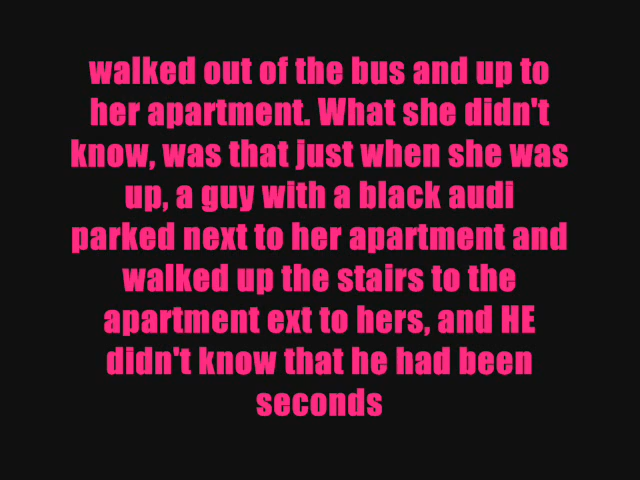 walked out of the bus and up to
her apartment. What she didn't
know, was that just when she was
up, a guy with a black audi
parked next to her apartment and
walked up the stairs to the
apartment ext to hers, and HE
didn't know that he had been
seconds